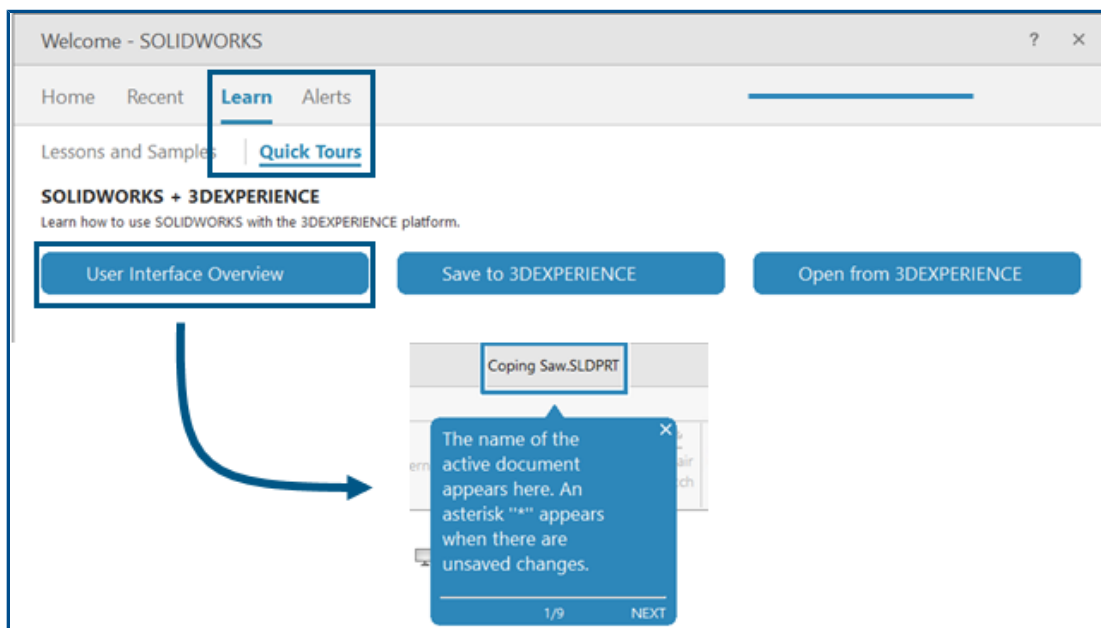 Welcome - SOLIDWORKS ? ×
Home Recent Learn Alerts
Lessons and Samples Quick Tours
SOLIDWORKS + 3DEXPERIENCE
Learn how to use SOLIDWORKS with the 3DEXPERIENCE platform.
User Interface Overview Save to 3DEXPERIENCE Open from 3DEXPERIENCE
Coping Saw.SLDPRT
The name of the
active document
appears here. An
asterisk "*" appears
when there are
unsaved changes.
1/9 NEXT